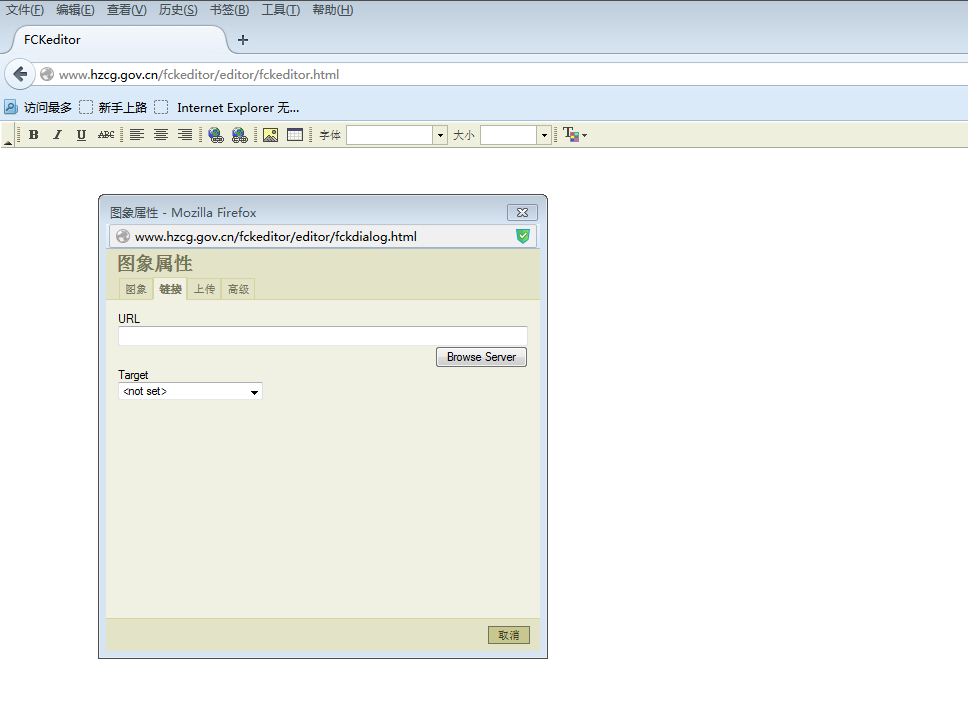 文件(F) 编辑(E) 查看(V) 历史(S) 书签(B) 工具(T) 帮助(H)
FCKeditor
www.hzcg.gov.cn/fckeditor/editor/fckeditor.html
访问最多 新手上路 Internet Explorer 无...
B I U ABC 字体 大小 T
图象属性 - Mozilla Firefox
www.hzcg.gov.cn/fckeditor/editor/fckdialog.html
图象属性
图象 链接 上传 高级
URL
Browse Server
Target
<not set>
取消